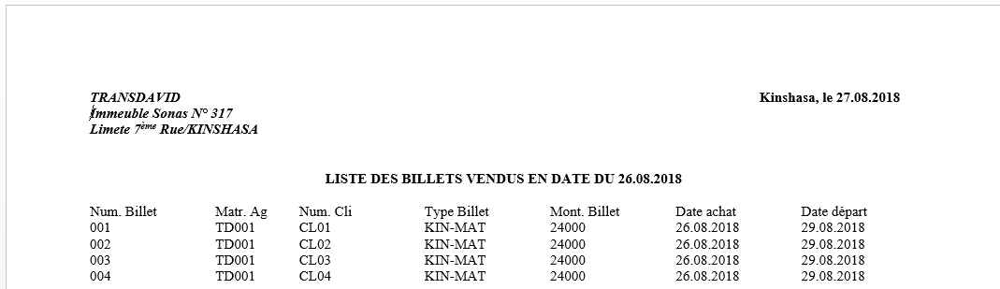 TRANSDAVID
Kinshasa, le 27.08.2018
Immeuble Sonas N° 317
Limete 7ème Rue/KINSHASA
LISTE DES BILLETS VENDUS EN DATE DU 26.08.2018
Num. Billet Matr. Ag Num. Cli Type Billet Mont. Billet Date achat Date départ
001 TD001 CL01 KIN-MAT 24000 26.08.2018 29.08.2018
002 TD001 CL02 KIN-MAT 24000 26.08.2018 29.08.2018
003 TD001 CL03 KIN-MAT 24000 26.08.2018 29.08.2018
004 TD001 CL04 KIN-MAT 24000 26.08.2018 29.08.2018